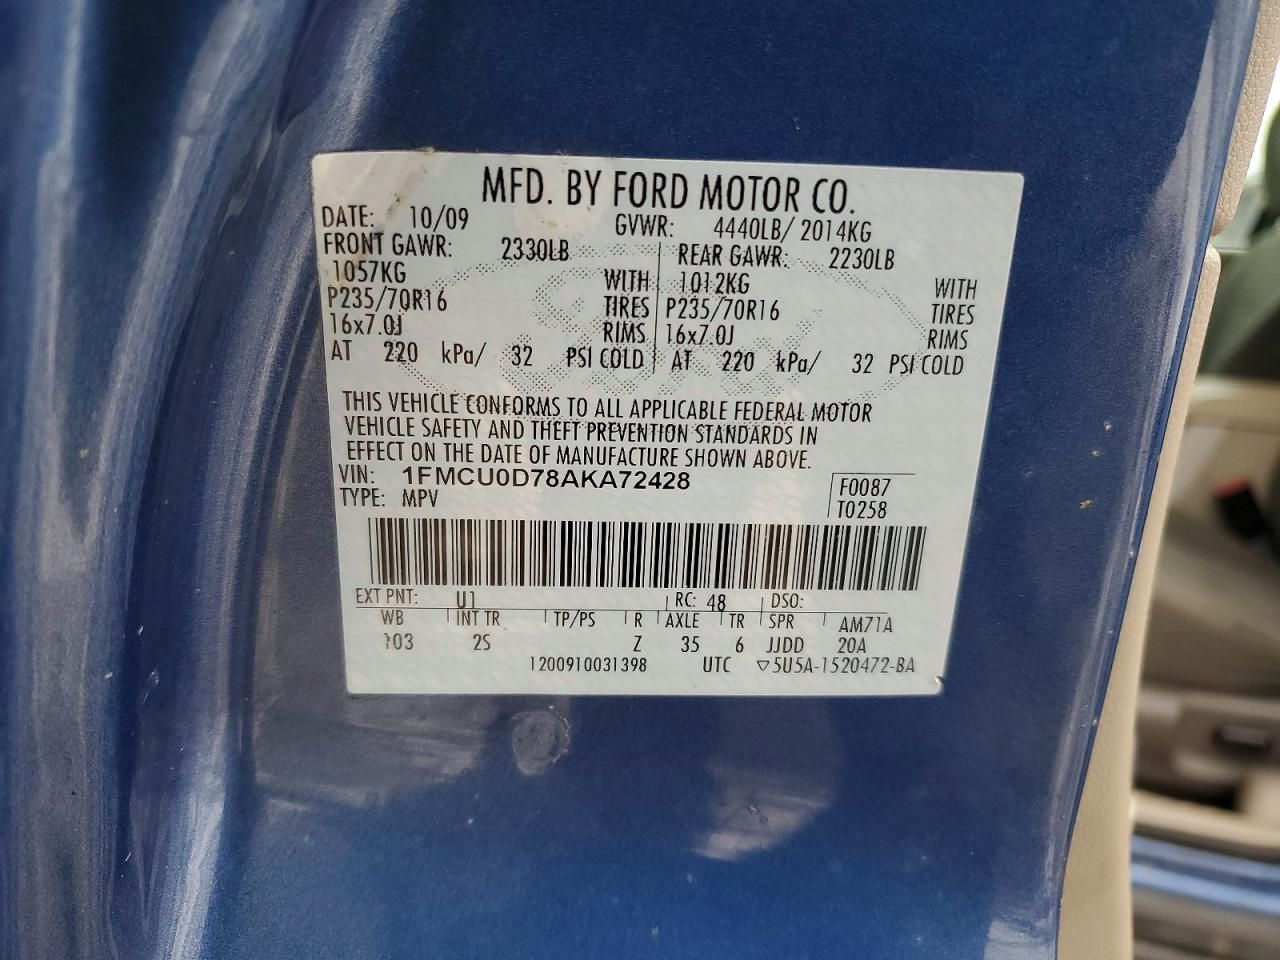 MFD. BY FORD MOTOR CO.
DATE: 10/09 GVWR: 4440LB/ 2014KG
FRONT GAWR: 2330LB REAR GAWR: 2230LB
1057KG WITH 1012KG WITH
P235/70R16 TIRES P235/70R16 TIRES
16x7.0J RIMS 16x7.0J RIMS
AT 220 kPa/ 32 PSI COLD AT 220 kPa/ 32 PSI COLD
THIS VEHICLE CONFORMS TO ALL APPLICABLE FEDERAL MOTOR
VEHICLE SAFETY AND THEFT PREVENTION STANDARDS IN
EFFECT ON THE DATE OF MANUFACTURE SHOWN ABOVE.
VIN: 1FMCU0D78AKA72428 F0087
TYPE: MPV T0258
EXT PNT: U1 RC: 48 DSO:
WB INT TR TP/PS R AXLE TR SPR AM71A
103 2S Z 35 6 JJDD 20A
1200910031398 UTC ▽5U5A-1520472-BA